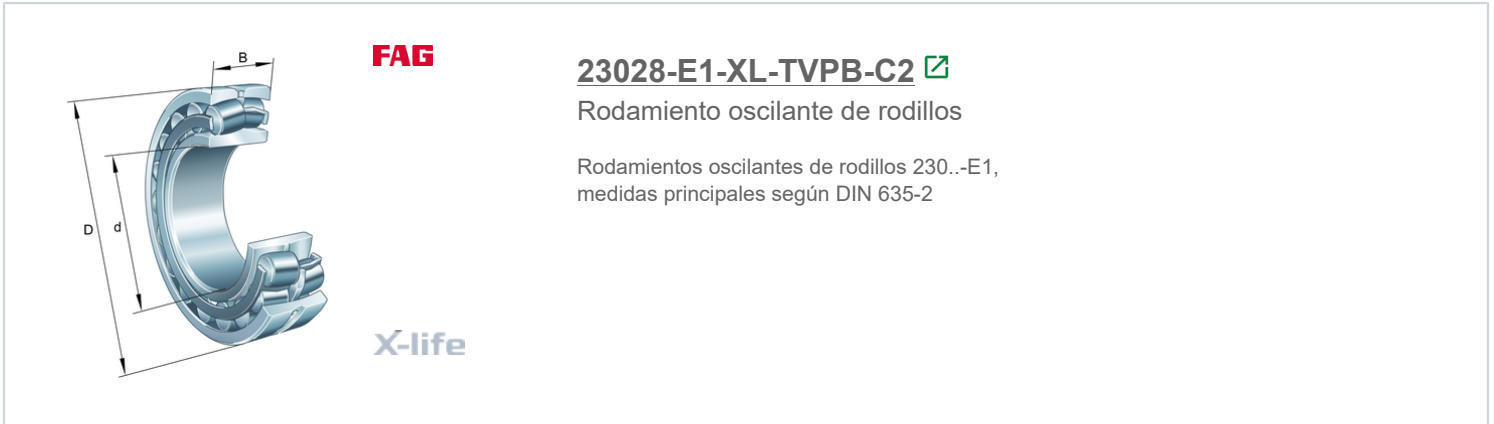 FAG
B
D
d
X-life
23028-E1-XL-TVPB-C2
Rodamiento oscilante de rodillos
Rodamientos oscilantes de rodillos 230..-E1,
medidas principales según DIN 635-2